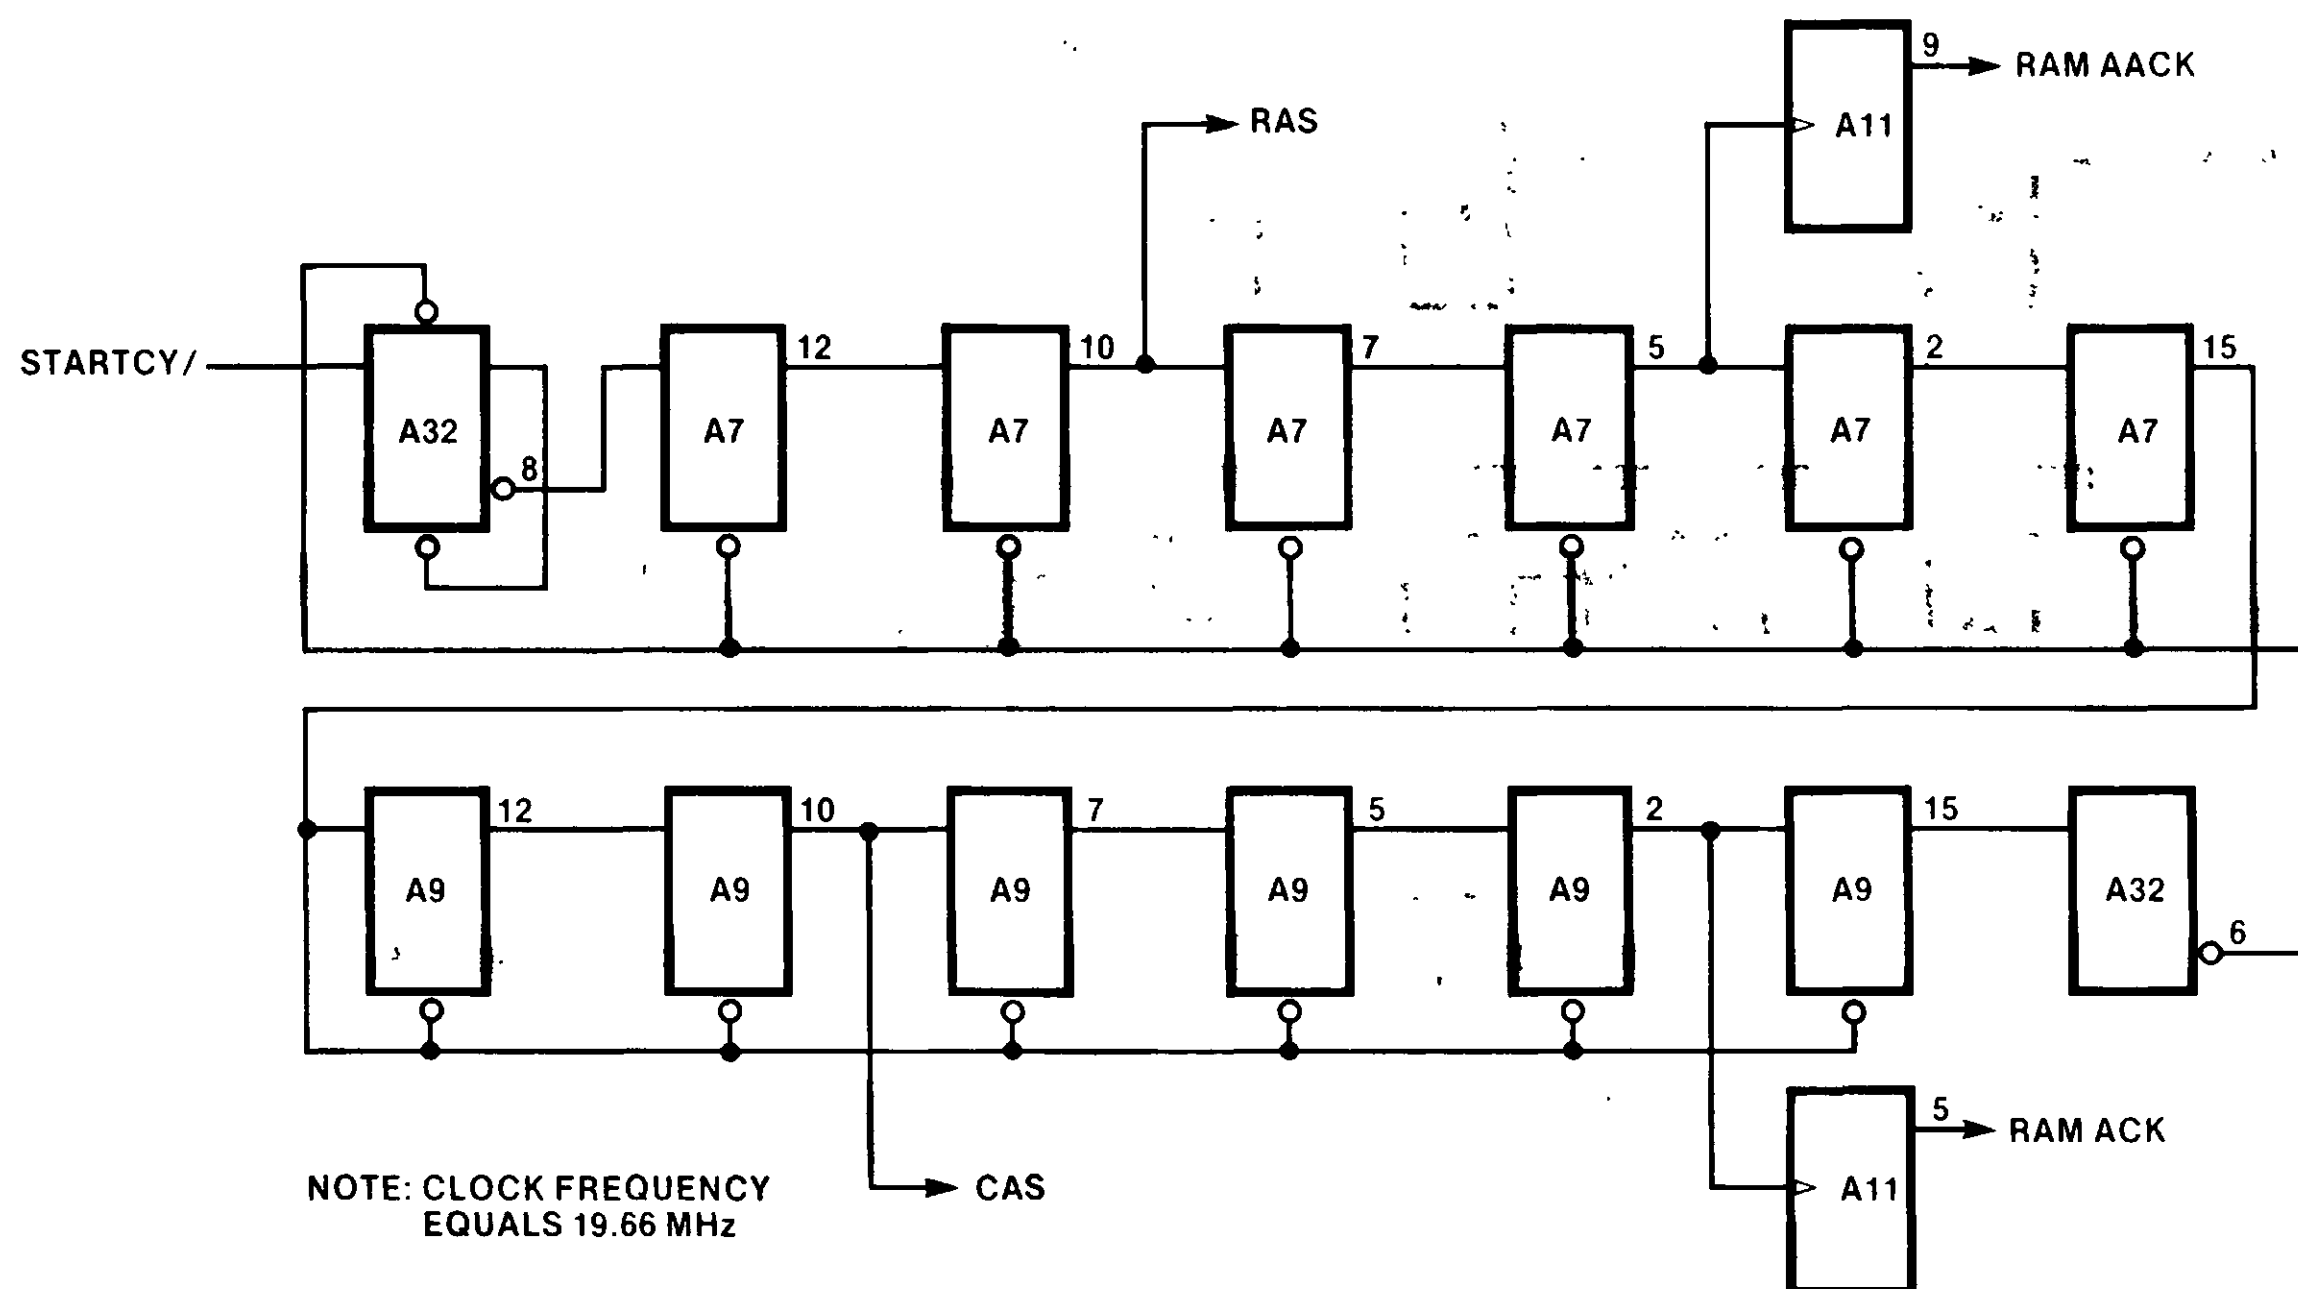 9
RAM AACK
RAS
A11
STARTCY/
12
10
7
5
2
15
A32
A7
A7
A7
A7
A7
A7
8
12
10
7
5
2
15
A9
A9
A9
A9
A9
A9
A32
6
5
RAM ACK
CAS
A11
NOTE: CLOCK FREQUENCY
EQUALS 19.66 MHz